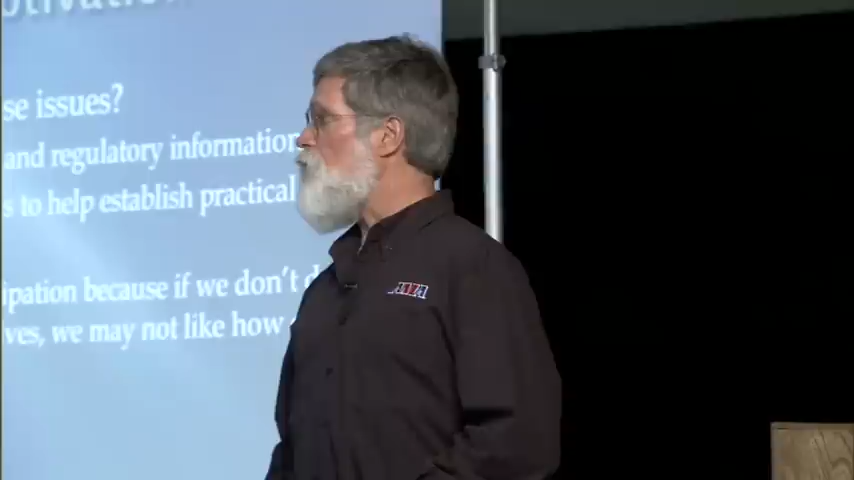 otivation
se issues?
and regulatory information
s to help establish practical
ipation because if we don't
ves, we may not like how